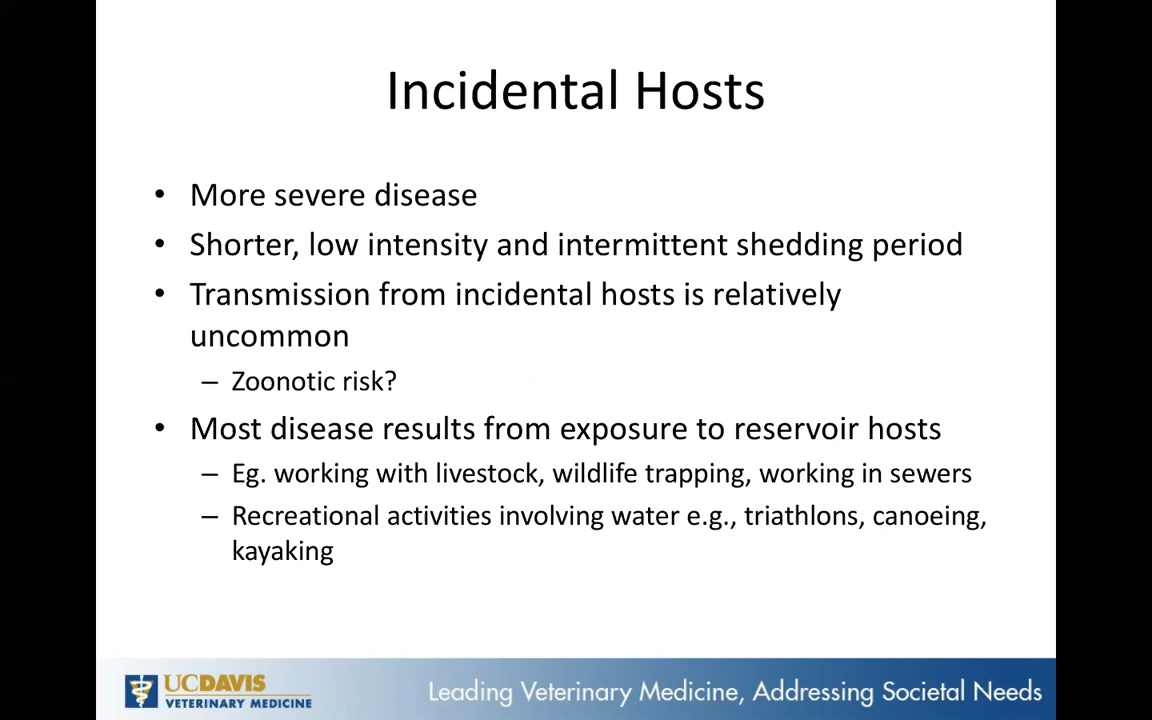 Incidental Hosts
• More severe disease
• Shorter, low intensity and intermittent shedding period
• Transmission from incidental hosts is relatively
uncommon
– Zoonotic risk?
• Most disease results from exposure to reservoir hosts
– Eg. working with livestock, wildlife trapping, working in sewers
– Recreational activities involving water e.g., triathlons, canoeing,
kayaking
UCDAVIS
VETERINARY MEDICINE
Leading Veterinary Medicine, Addressing Societal Needs